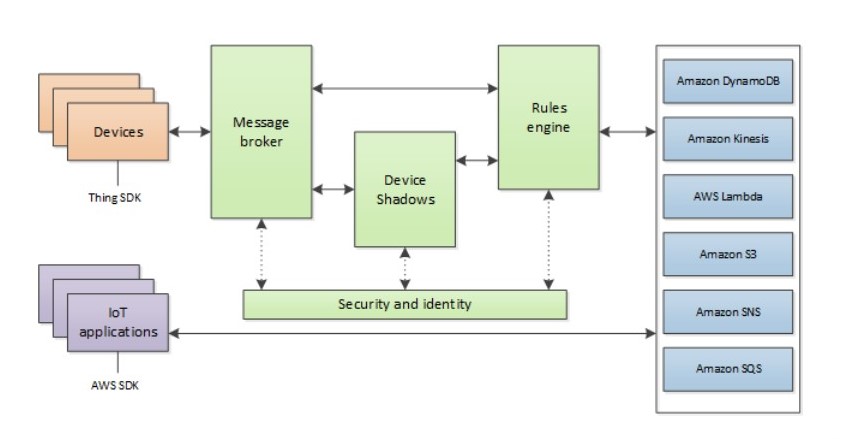 Devices
Thing SDK
Message
broker
Device
Shadows
Rules
engine
Security and identity
IoT
applications
AWS SDK
Amazon DynamoDB
Amazon Kinesis
AWS Lambda
Amazon S3
Amazon SNS
Amazon SQS